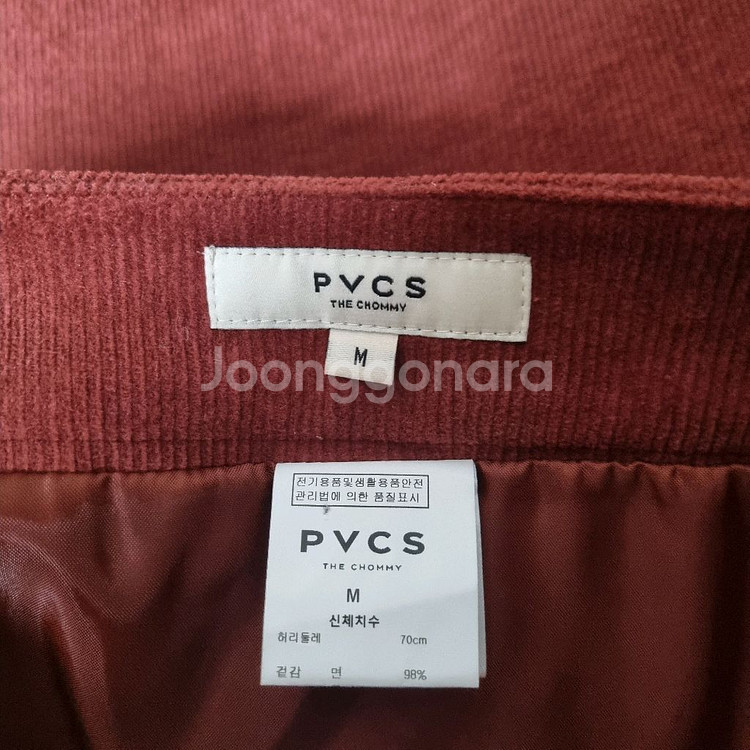 PVCS
THE CHOMMY
M
Joonggonara
전기용품및생활용품안전
관리법에 의한 품질표시
PVCS
THE CHOMMY
M
신체치수
허리둘레 70cm
겉감 면 98%